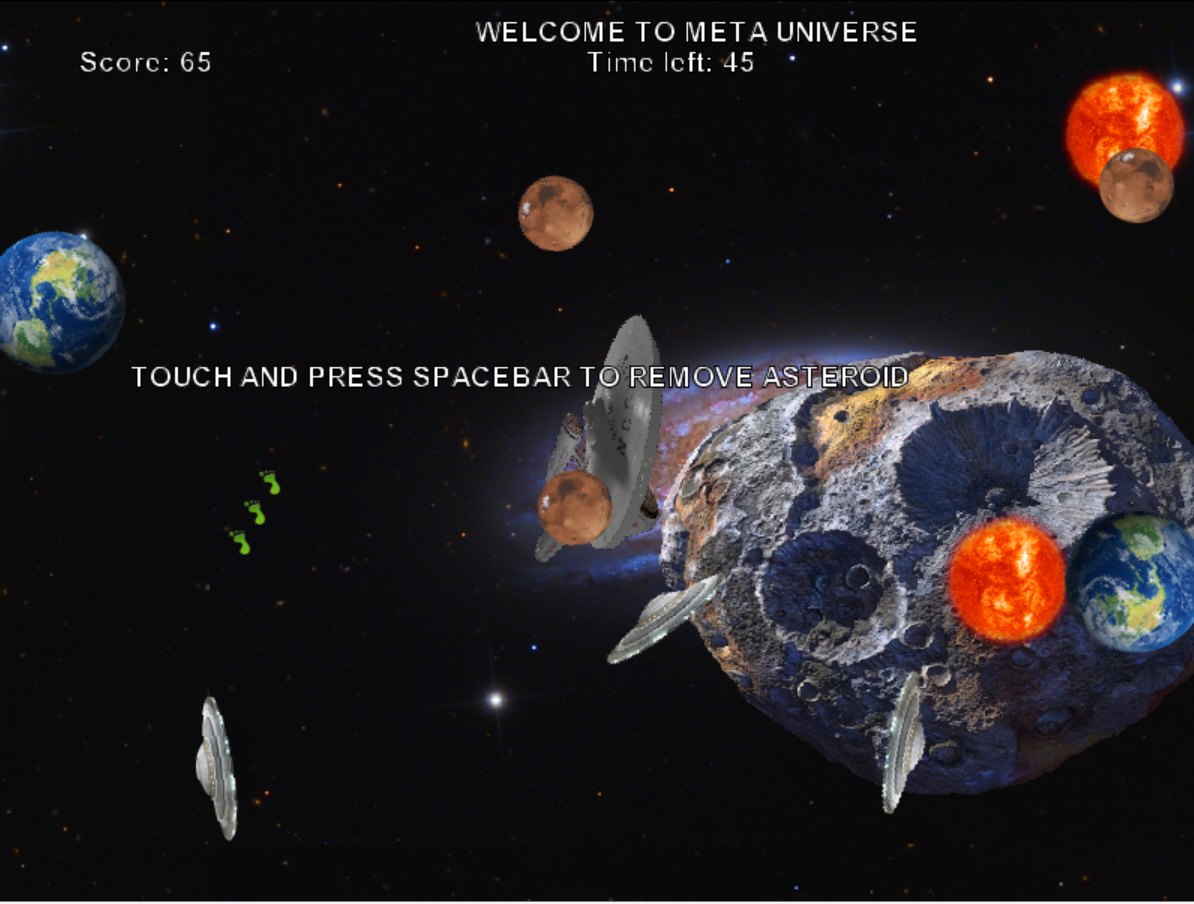 WELCOME TO META UNIVERSE
Score: 65
Time left: 45
TOUCH AND PRESS SPACEBAR TO REMOVE ASTEROID